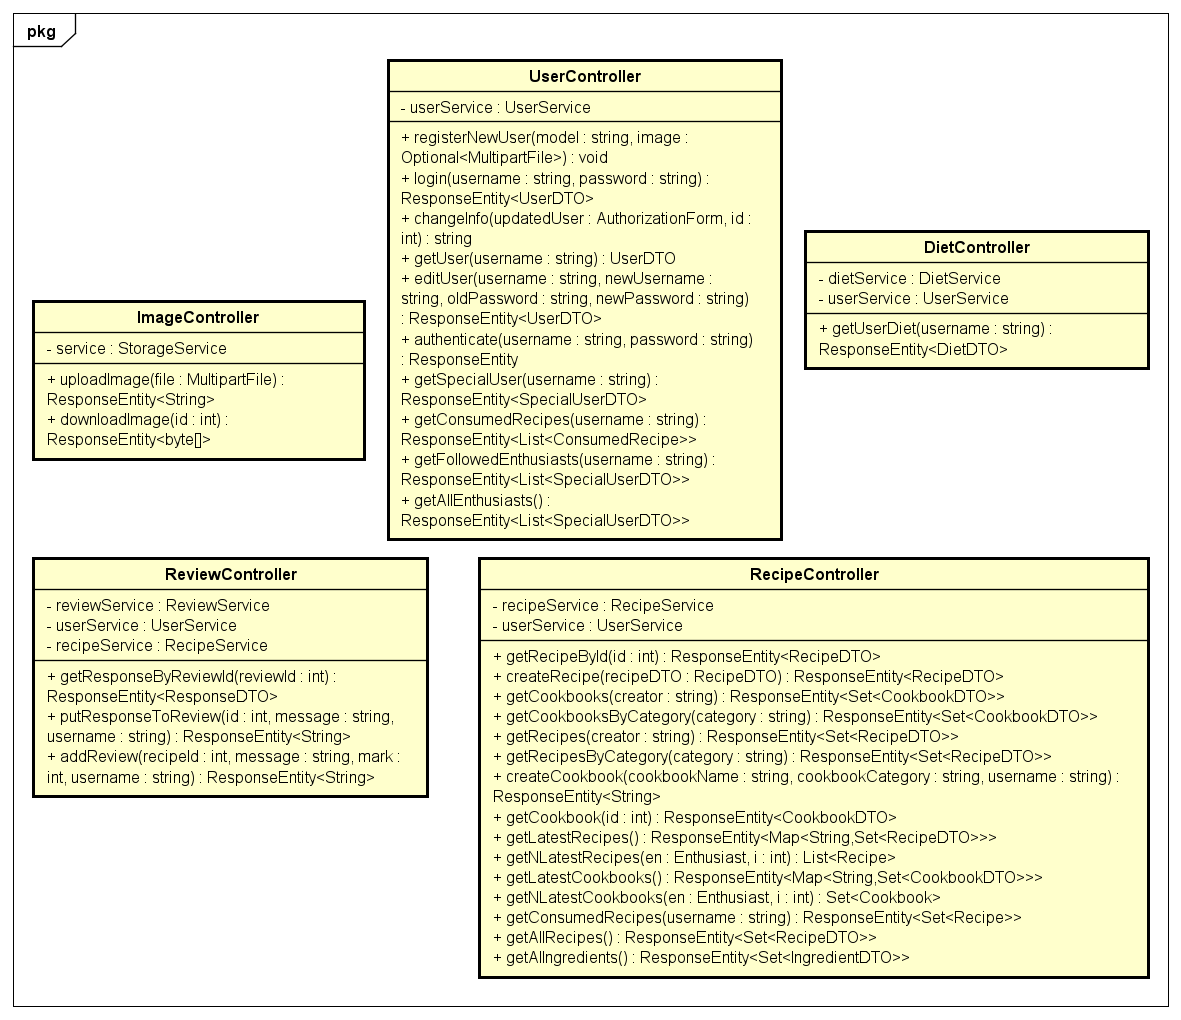 pkg
UserController
- userService : UserService
+ registerNewUser(model : string, image :
Optional<MultipartFile>) : void
+ login(username : string, password : string) :
ResponseEntity<UserDTO>
+ changeInfo(updatedUser : AuthorizationForm, id :
int) : string
+ getUser(username : string) : UserDTO
+ editUser(username : string, newUsername :
string, oldPassword : string, newPassword : string)
: ResponseEntity<UserDTO>
+ authenticate(username : string, password : string)
: ResponseEntity
+ getSpecialUser(username : string) :
ResponseEntity<SpecialUserDTO>
+ getConsumedRecipes(username : string) :
ResponseEntity<List<ConsumedRecipe>>
+ getFollowedEnthusiasts(username : string) :
ResponseEntity<List<SpecialUserDTO>>
+ getAllEnthusiasts() :
ResponseEntity<List<SpecialUserDTO>>
DietController
- dietService : DietService
- userService : UserService
+ getUserDiet(username : string) :
ResponseEntity<DietDTO>
ImageController
- service : StorageService
+ uploadImage(file : MultipartFile) :
ResponseEntity<String>
+ downloadImage(id : int) :
ResponseEntity<byte[]>
ReviewController
- reviewService : ReviewService
- userService : UserService
- recipeService : RecipeService
+ getResponseByReviewId(reviewId : int) :
ResponseEntity<ResponseDTO>
+ putResponseToReview(id : int, message : string,
username : string) : ResponseEntity<String>
+ addReview(recipeId : int, message : string, mark :
int, username : string) : ResponseEntity<String>
RecipeController
- recipeService : RecipeService
- userService : UserService
+ getRecipeById(id : int) : ResponseEntity<RecipeDTO>
+ createRecipe(recipeDTO : RecipeDTO) : ResponseEntity<RecipeDTO>
+ getCookbooks(creator : string) : ResponseEntity<Set<CookbookDTO>>
+ getCookbooksByCategory(category : string) : ResponseEntity<Set<CookbookDTO>>
+ getRecipes(creator : string) : ResponseEntity<Set<RecipeDTO>>
+ getRecipesByCategory(category : string) : ResponseEntity<Set<RecipeDTO>>
+ createCookbook(cookbookName : string, cookbookCategory : string, username : string) :
ResponseEntity<String>
+ getCookbook(id : int) : ResponseEntity<CookbookDTO>
+ getLatestRecipes() : ResponseEntity<Map<String,Set<RecipeDTO>>>
+ getNLatestRecipes(en : Enthusiast, i : int) : List<Recipe>
+ getLatestCookbooks() : ResponseEntity<Map<String,Set<CookbookDTO>>>
+ getNLatestCookbooks(en : Enthusiast, i : int) : Set<Cookbook>
+ getConsumedRecipes(username : string) : ResponseEntity<Set<Recipe>>
+ getAllRecipes() : ResponseEntity<Set<RecipeDTO>>
+ getAllIngredients() : ResponseEntity<Set<IngredientDTO>>